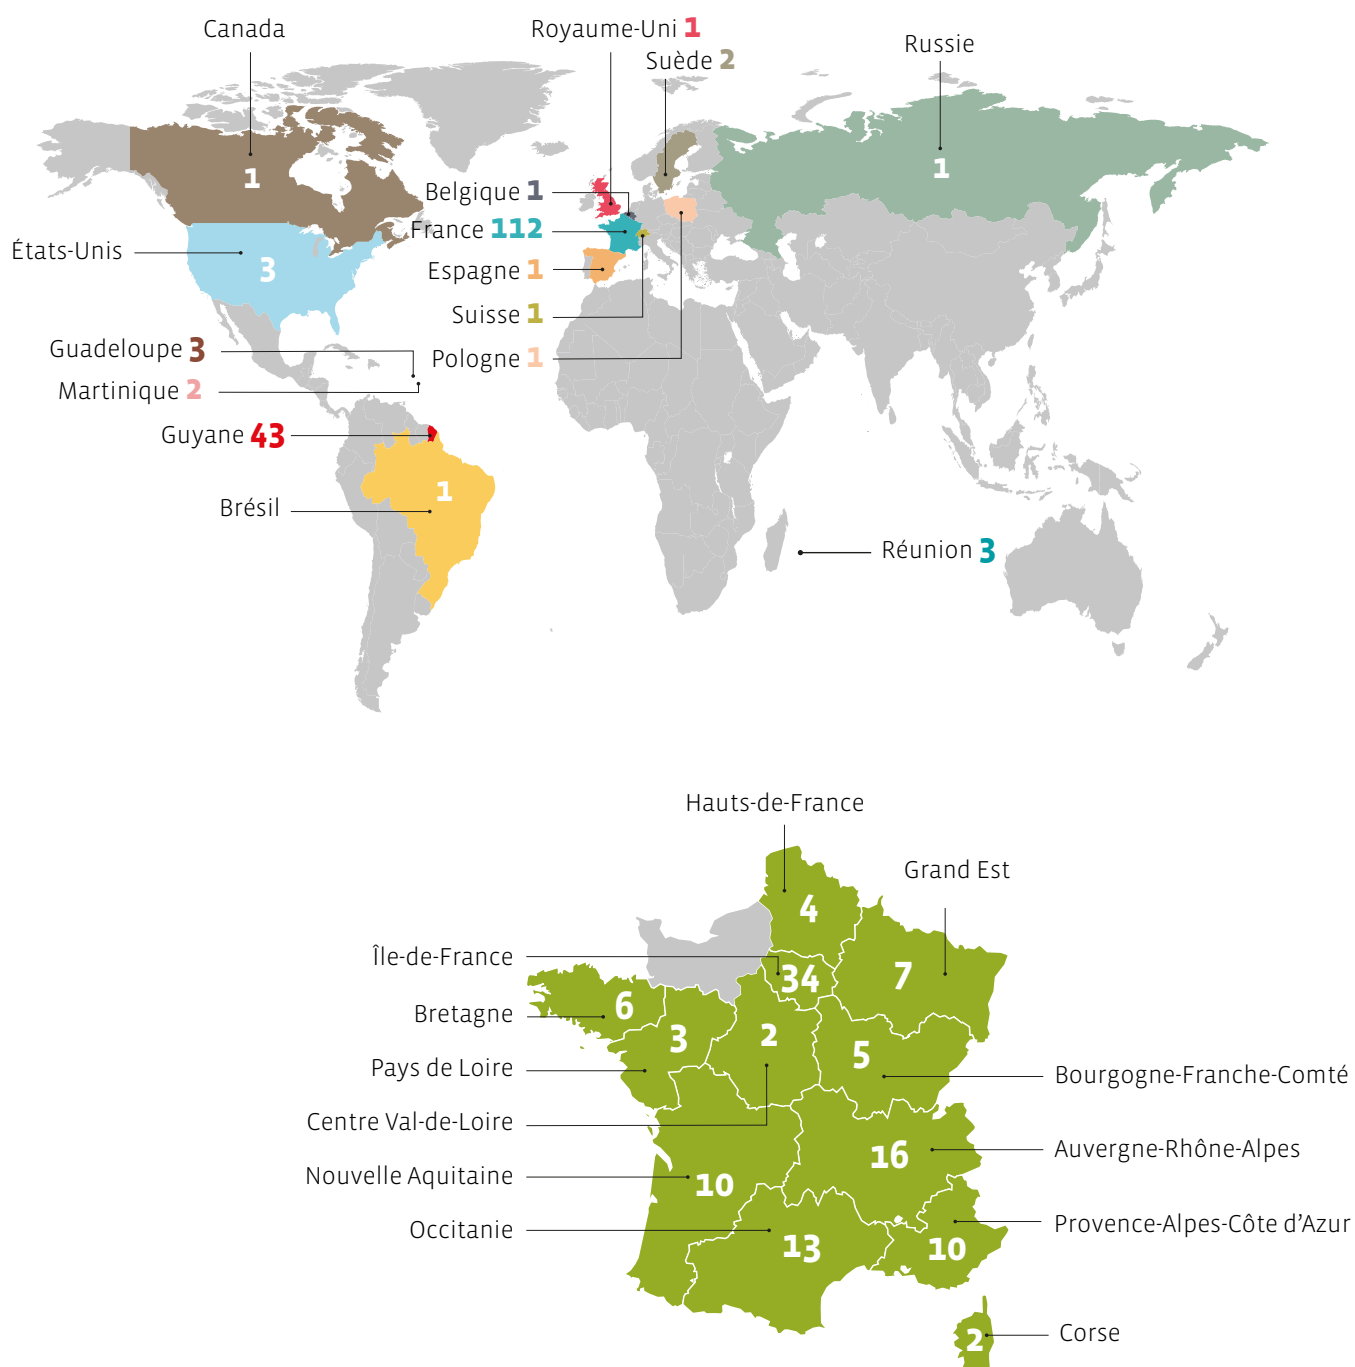 Canada
Royaume-Uni 1
Suède 2
Russie
1
1
Belgique 1
France 112
États-Unis
3
Espagne 1
Suisse 1
Guadeloupe 3
Pologne 1
Martinique 2
Guyane 43
1
Brésil
Réunion 3
Hauts-de-France
Grand Est
4
Île-de-France
34
7
6
Bretagne
3
2
5
Pays de Loire
Bourgogne-Franche-Comté
Centre Val-de-Loire
16
Auvergne-Rhône-Alpes
Nouvelle Aquitaine
10
Occitanie
Provence-Alpes-Côte d’Azur
13
10
2
Corse